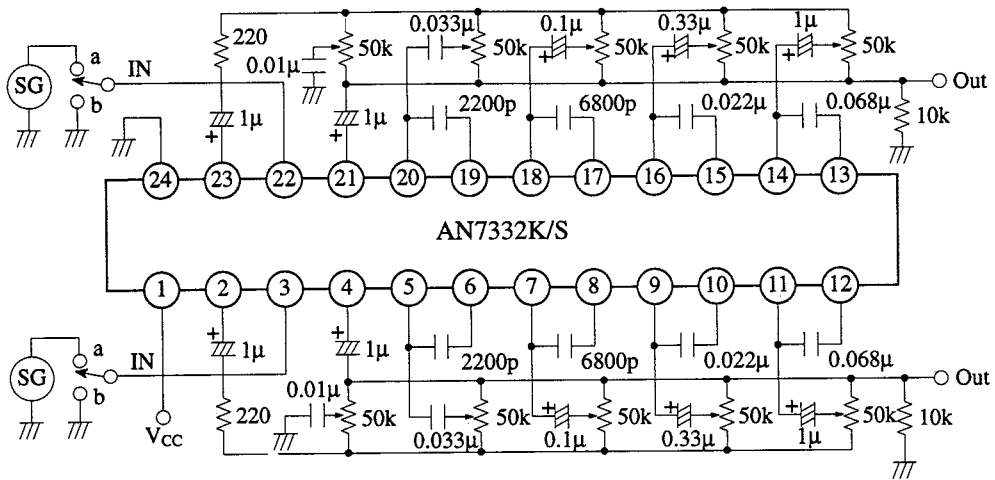 220 0.033µ 0.1µ 0.33µ 1µ
50k 50k 50k 50k 50k
0.01µ
SG a IN Out
b
1µ + 1µ + 2200p 6800p 0.022µ 0.068µ 10k
24 23 22 21 20 19 18 17 16 15 14 13
AN7332K/S
1 2 3 4 5 6 7 8 9 10 11 12
+ 1µ + 1µ 2200p 6800p 0.022µ 0.068µ
SG a IN Out
b
0.01µ
220 50k 50k 50k 50k 50k 10k
VCC 0.033µ + 0.1µ + 0.33µ + 1µ